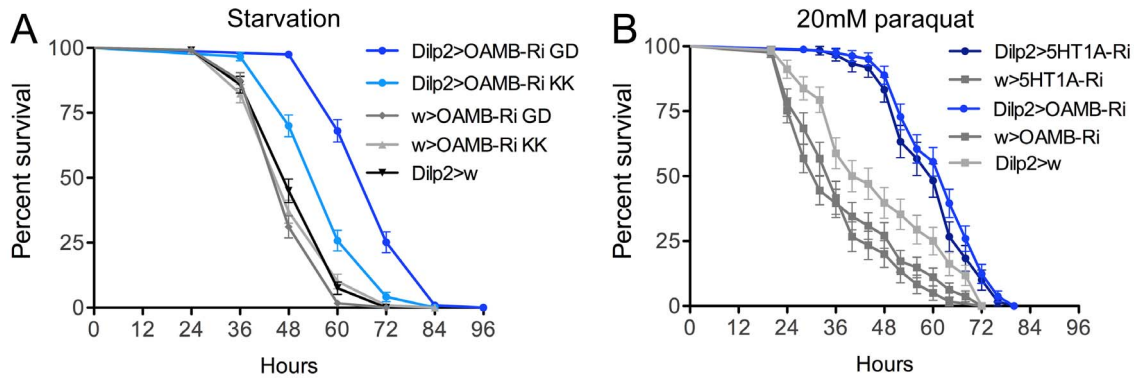 A
Starvation
Percent survival
100
75
50
25
0
0 12 24 36 48 60 72 84 96
Hours
Dilp2>OAMB-Ri GD
Dilp2>OAMB-Ri KK
w>OAMB-Ri GD
w>OAMB-Ri KK
Dilp2>w
B
20mM paraquat
Percent survival
100
75
50
25
0
0 12 24 36 48 60 72 84 96
Hours
Dilp2>5HT1A-Ri
w>5HT1A-Ri
Dilp2>OAMB-Ri
w>OAMB-Ri
Dilp2>w